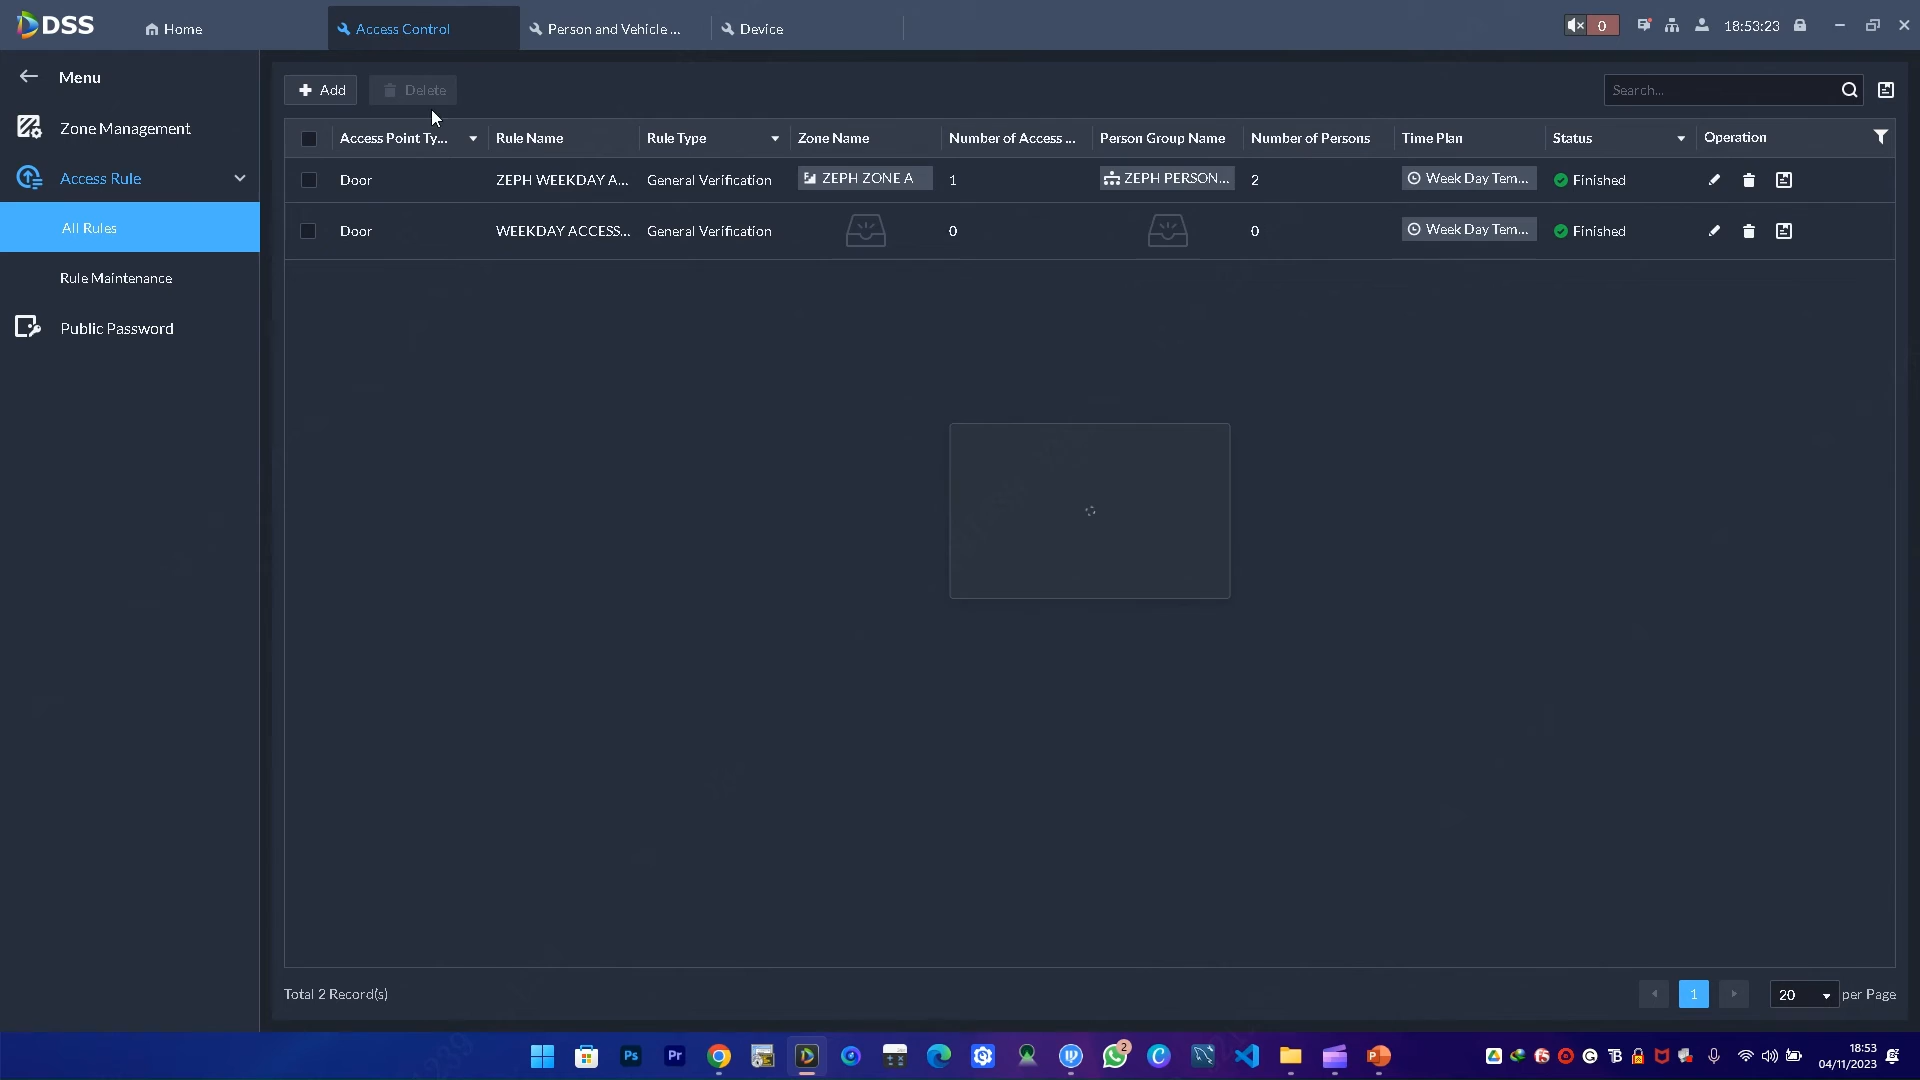 DSS
Home
Access Control
Person and Vehicle ...
Device
0
18:53:23
Menu
Zone Management
Access Rule
All Rules
Rule Maintenance
Public Password
Add
Delete
Search...
Access Point Ty... Rule Name Rule Type Zone Name Number of Access ... Person Group Name Number of Persons Time Plan Status Operation
Door ZEPH WEEKDAY A... General Verification ZEPH ZONE A 1 ZEPH PERSON... 2 Week Day Tem... Finished
Door WEEKDAY ACCESS... General Verification 0 0 Week Day Tem... Finished
Total 2 Record(s)
1
20 per Page
Ps
Pr
2
18:53
04/11/2023